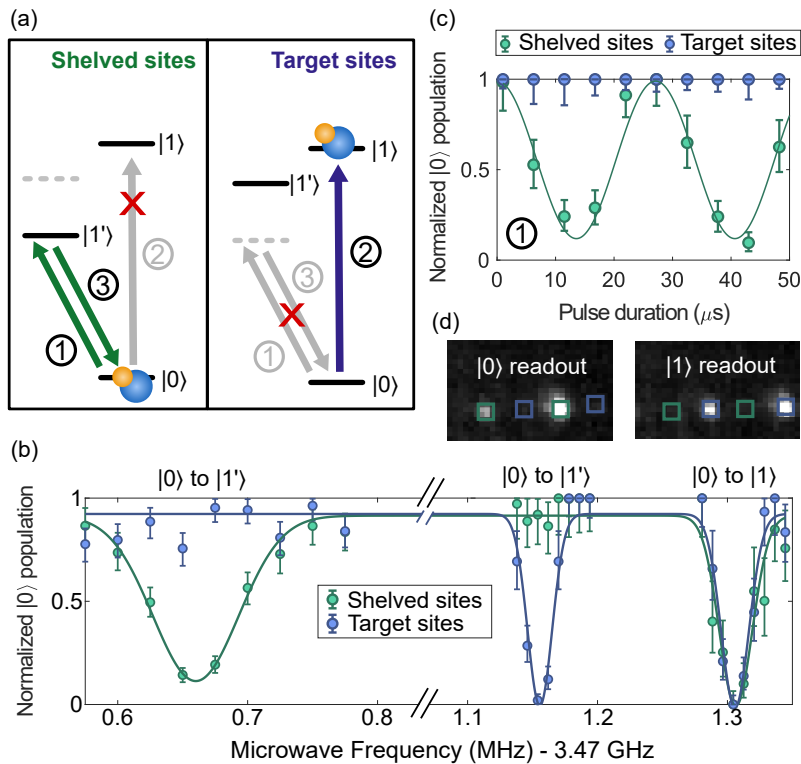 (a)
Shelved sites
Target sites
|1⟩
|1'⟩
②
③
①
|0⟩
|1⟩
|1'⟩
②
③
①
|0⟩
(c)
Shelved sites
Target sites
Normalized |0⟩ population
1
0.5
0
①
0 10 20 30 40 50
Pulse duration (μs)
(d)
|0⟩ readout
|1⟩ readout
(b)
|0⟩ to |1'⟩
|0⟩ to |1'⟩
|0⟩ to |1⟩
Normalized |0⟩ population
1
0.5
0
Shelved sites
Target sites
0.6 0.7 0.8 1.1 1.2 1.3
Microwave Frequency (MHz) - 3.47 GHz